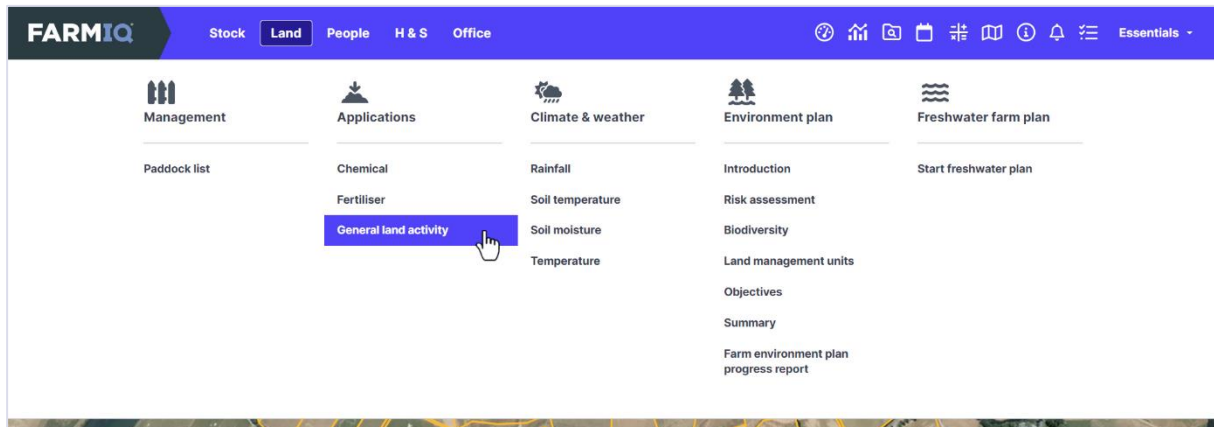 FARMIQ
Stock Land People H & S Office
Essentials
Management
Paddock list
Applications
Chemical
Fertiliser
General land activity
Climate & weather
Rainfall
Soil temperature
Soil moisture
Temperature
Environment plan
Introduction
Risk assessment
Biodiversity
Land management units
Objectives
Summary
Farm environment plan
progress report
Freshwater farm plan
Start freshwater plan